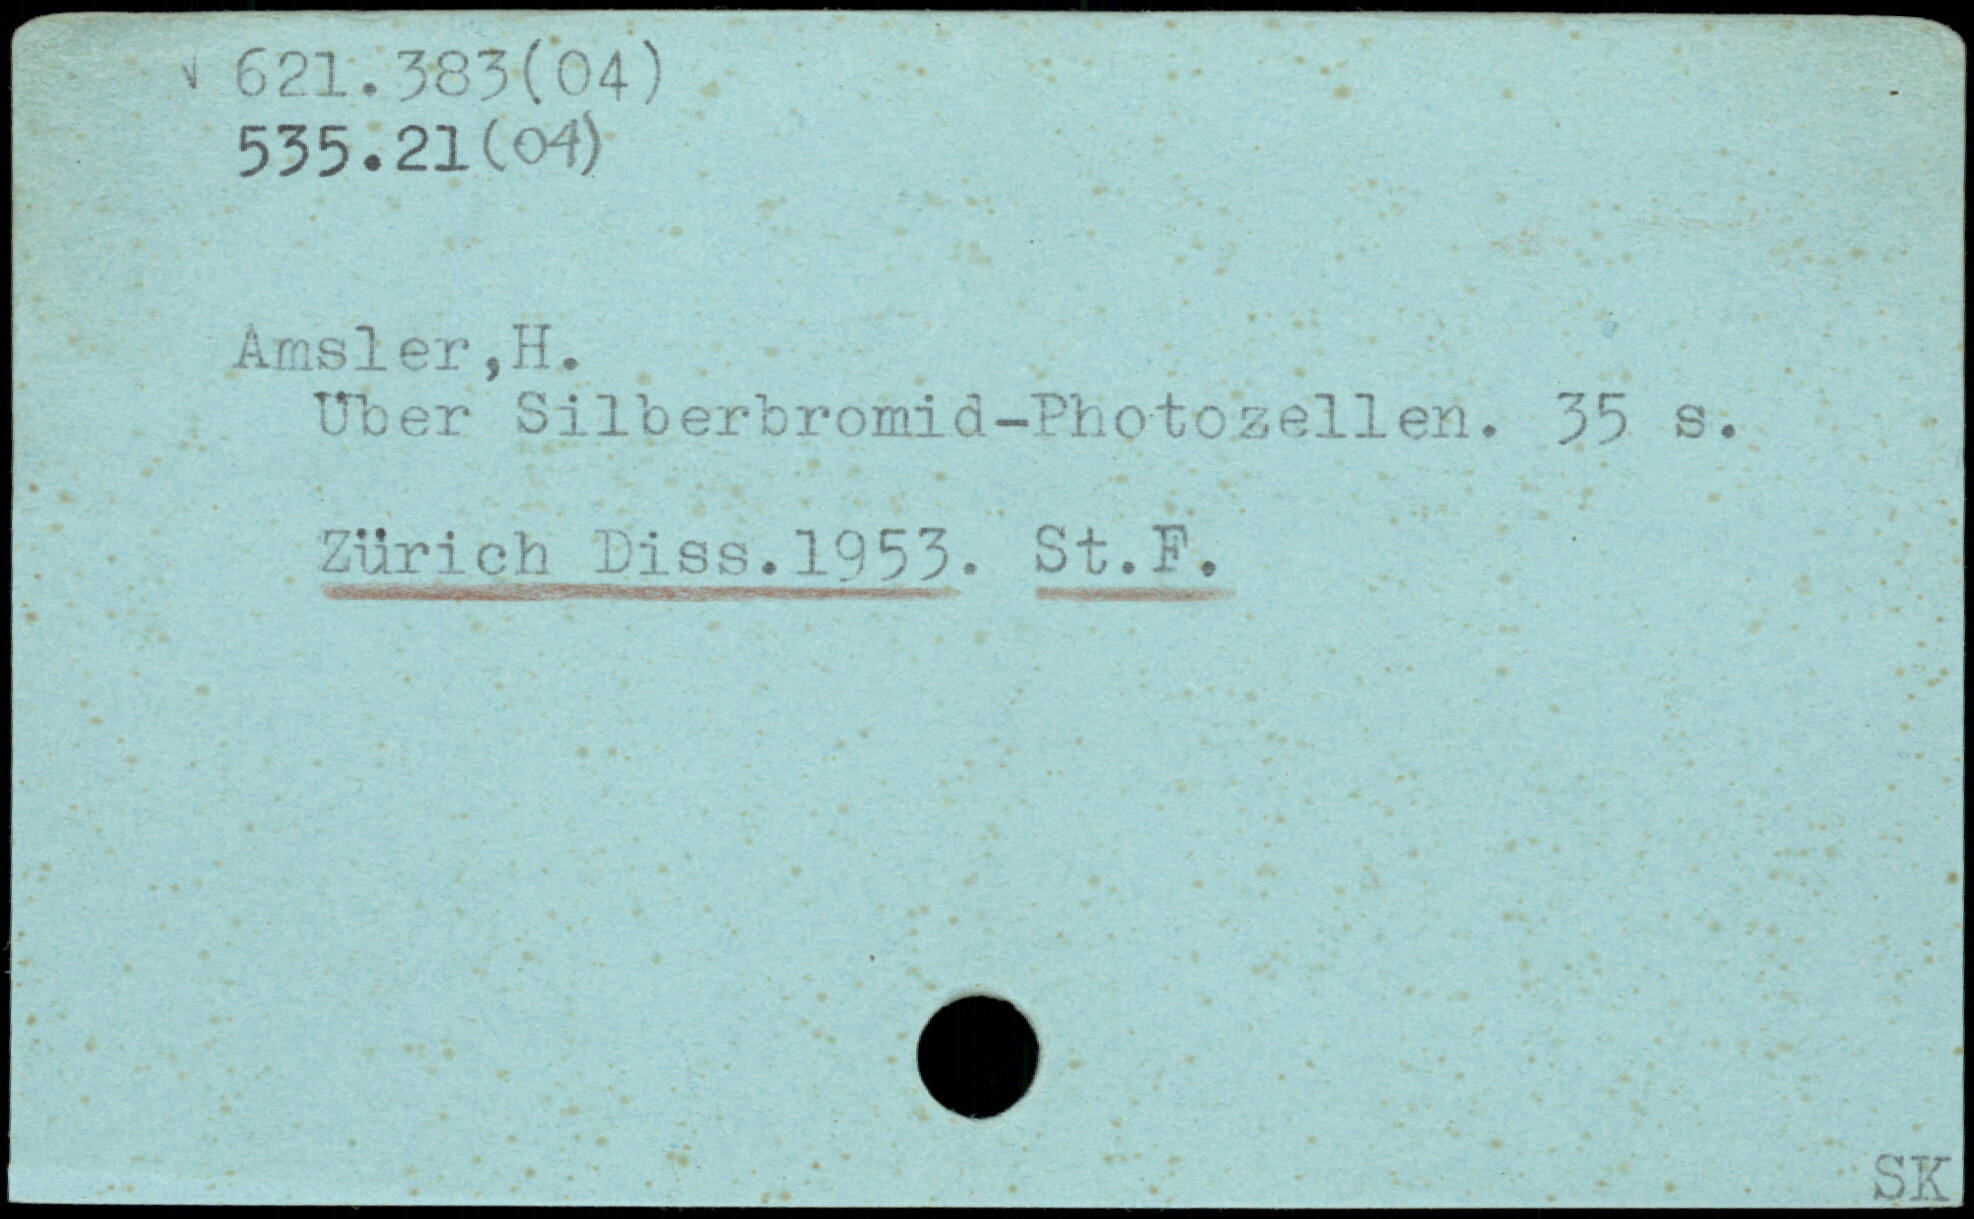 √ 621.383(04)
535.21(04)
Amsler,H.
Über Silberbromid-Photozellen. 35 s.
Zürich Diss.1953. St.F.
SK